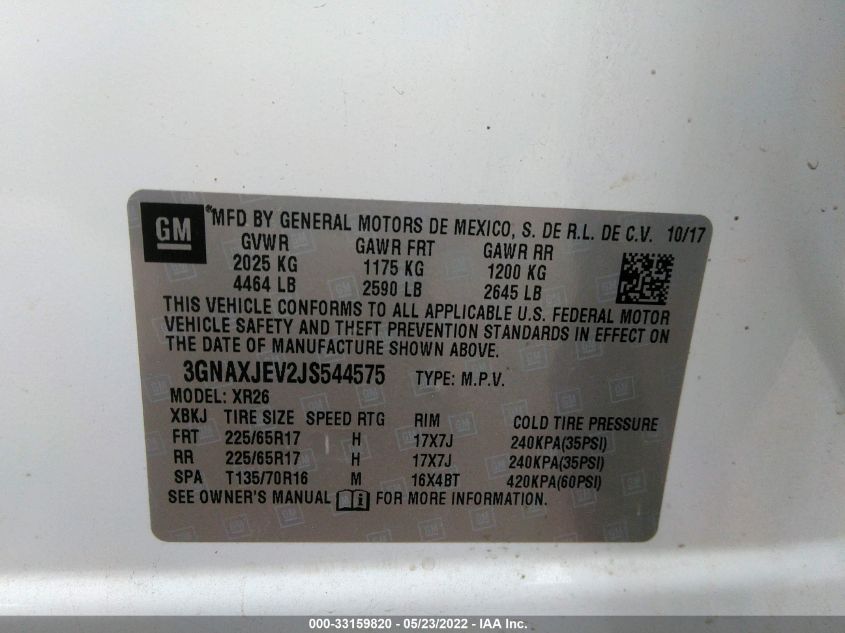 GM
*MFD BY GENERAL MOTORS DE MEXICO, S. DE R.L. DE C.V. 10/17
GVWR GAWR FRT GAWR RR
2025 KG 1175 KG 1200 KG
4464 LB 2590 LB 2645 LB
THIS VEHICLE CONFORMS TO ALL APPLICABLE U.S. FEDERAL MOTOR
VEHICLE SAFETY AND THEFT PREVENTION STANDARDS IN EFFECT ON
THE DATE OF MANUFACTURE SHOWN ABOVE.
3GNAXJEV2JS544575 TYPE: M.P.V.
MODEL: XR26
XBKJ TIRE SIZE SPEED RTG RIM COLD TIRE PRESSURE
FRT 225/65R17 H 17X7J 240KPA(35PSI)
RR 225/65R17 H 17X7J 240KPA(35PSI)
SPA T135/70R16 M 16X4BT 420KPA(60PSI)
SEE OWNER'S MANUAL i FOR MORE INFORMATION.
000-33159820 - 05/23/2022 - IAA Inc.